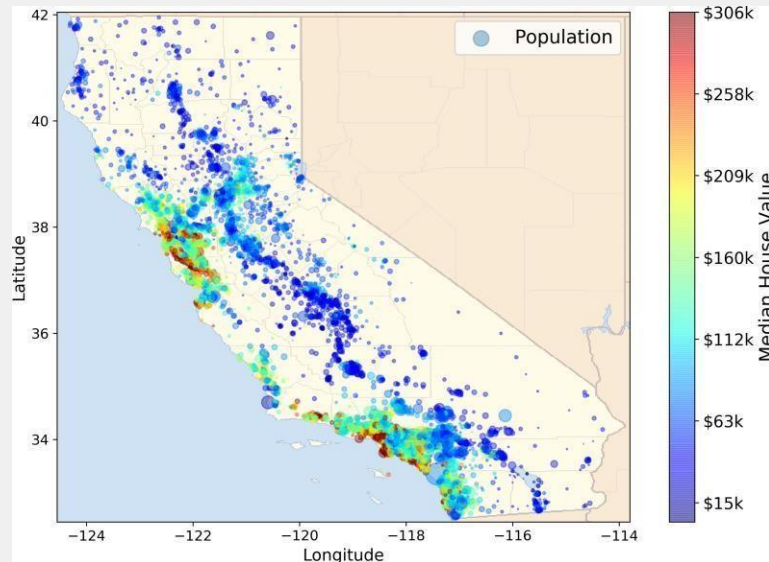 42
40
38
36
34
Latitude
−124
−122
−120
−118
−116
−114
Longitude
Population
$306k
$258k
$209k
$160k
$112k
$63k
$15k
Median House Value